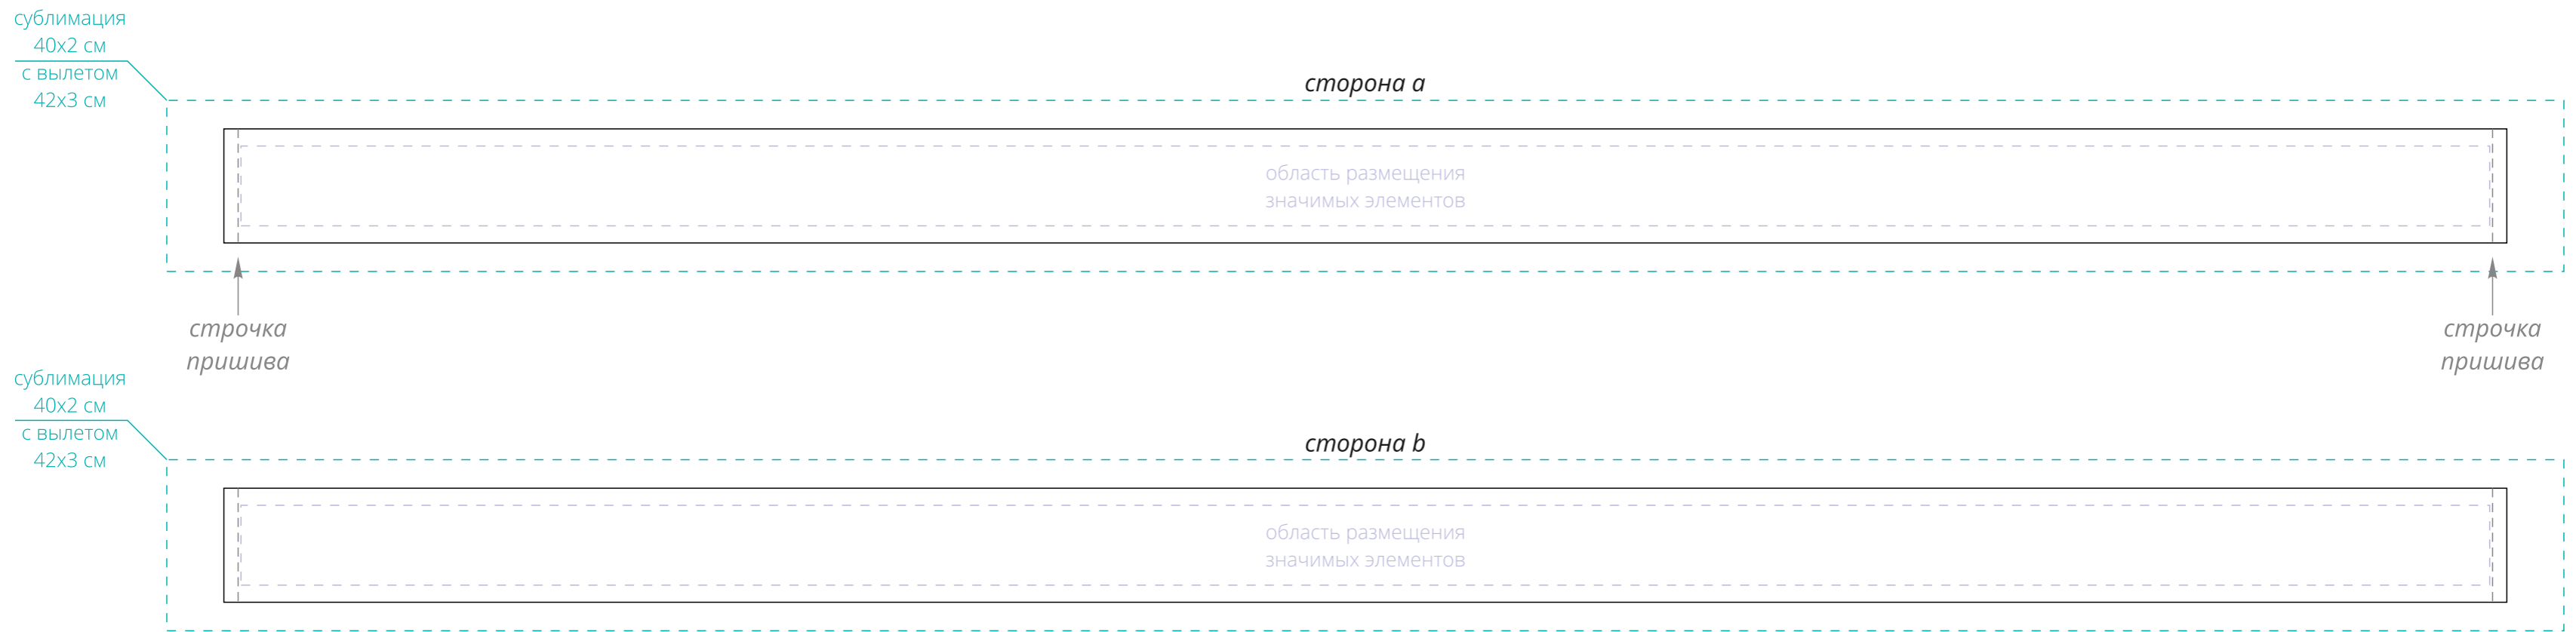 сублимация
40х2 см
с вылетом
42х3 см
сторона a
область размещения
значимых элементов
строчка
пришива
строчка
пришива
сублимация
40х2 см
с вылетом
42х3 см
сторона b
область размещения
значимых элементов